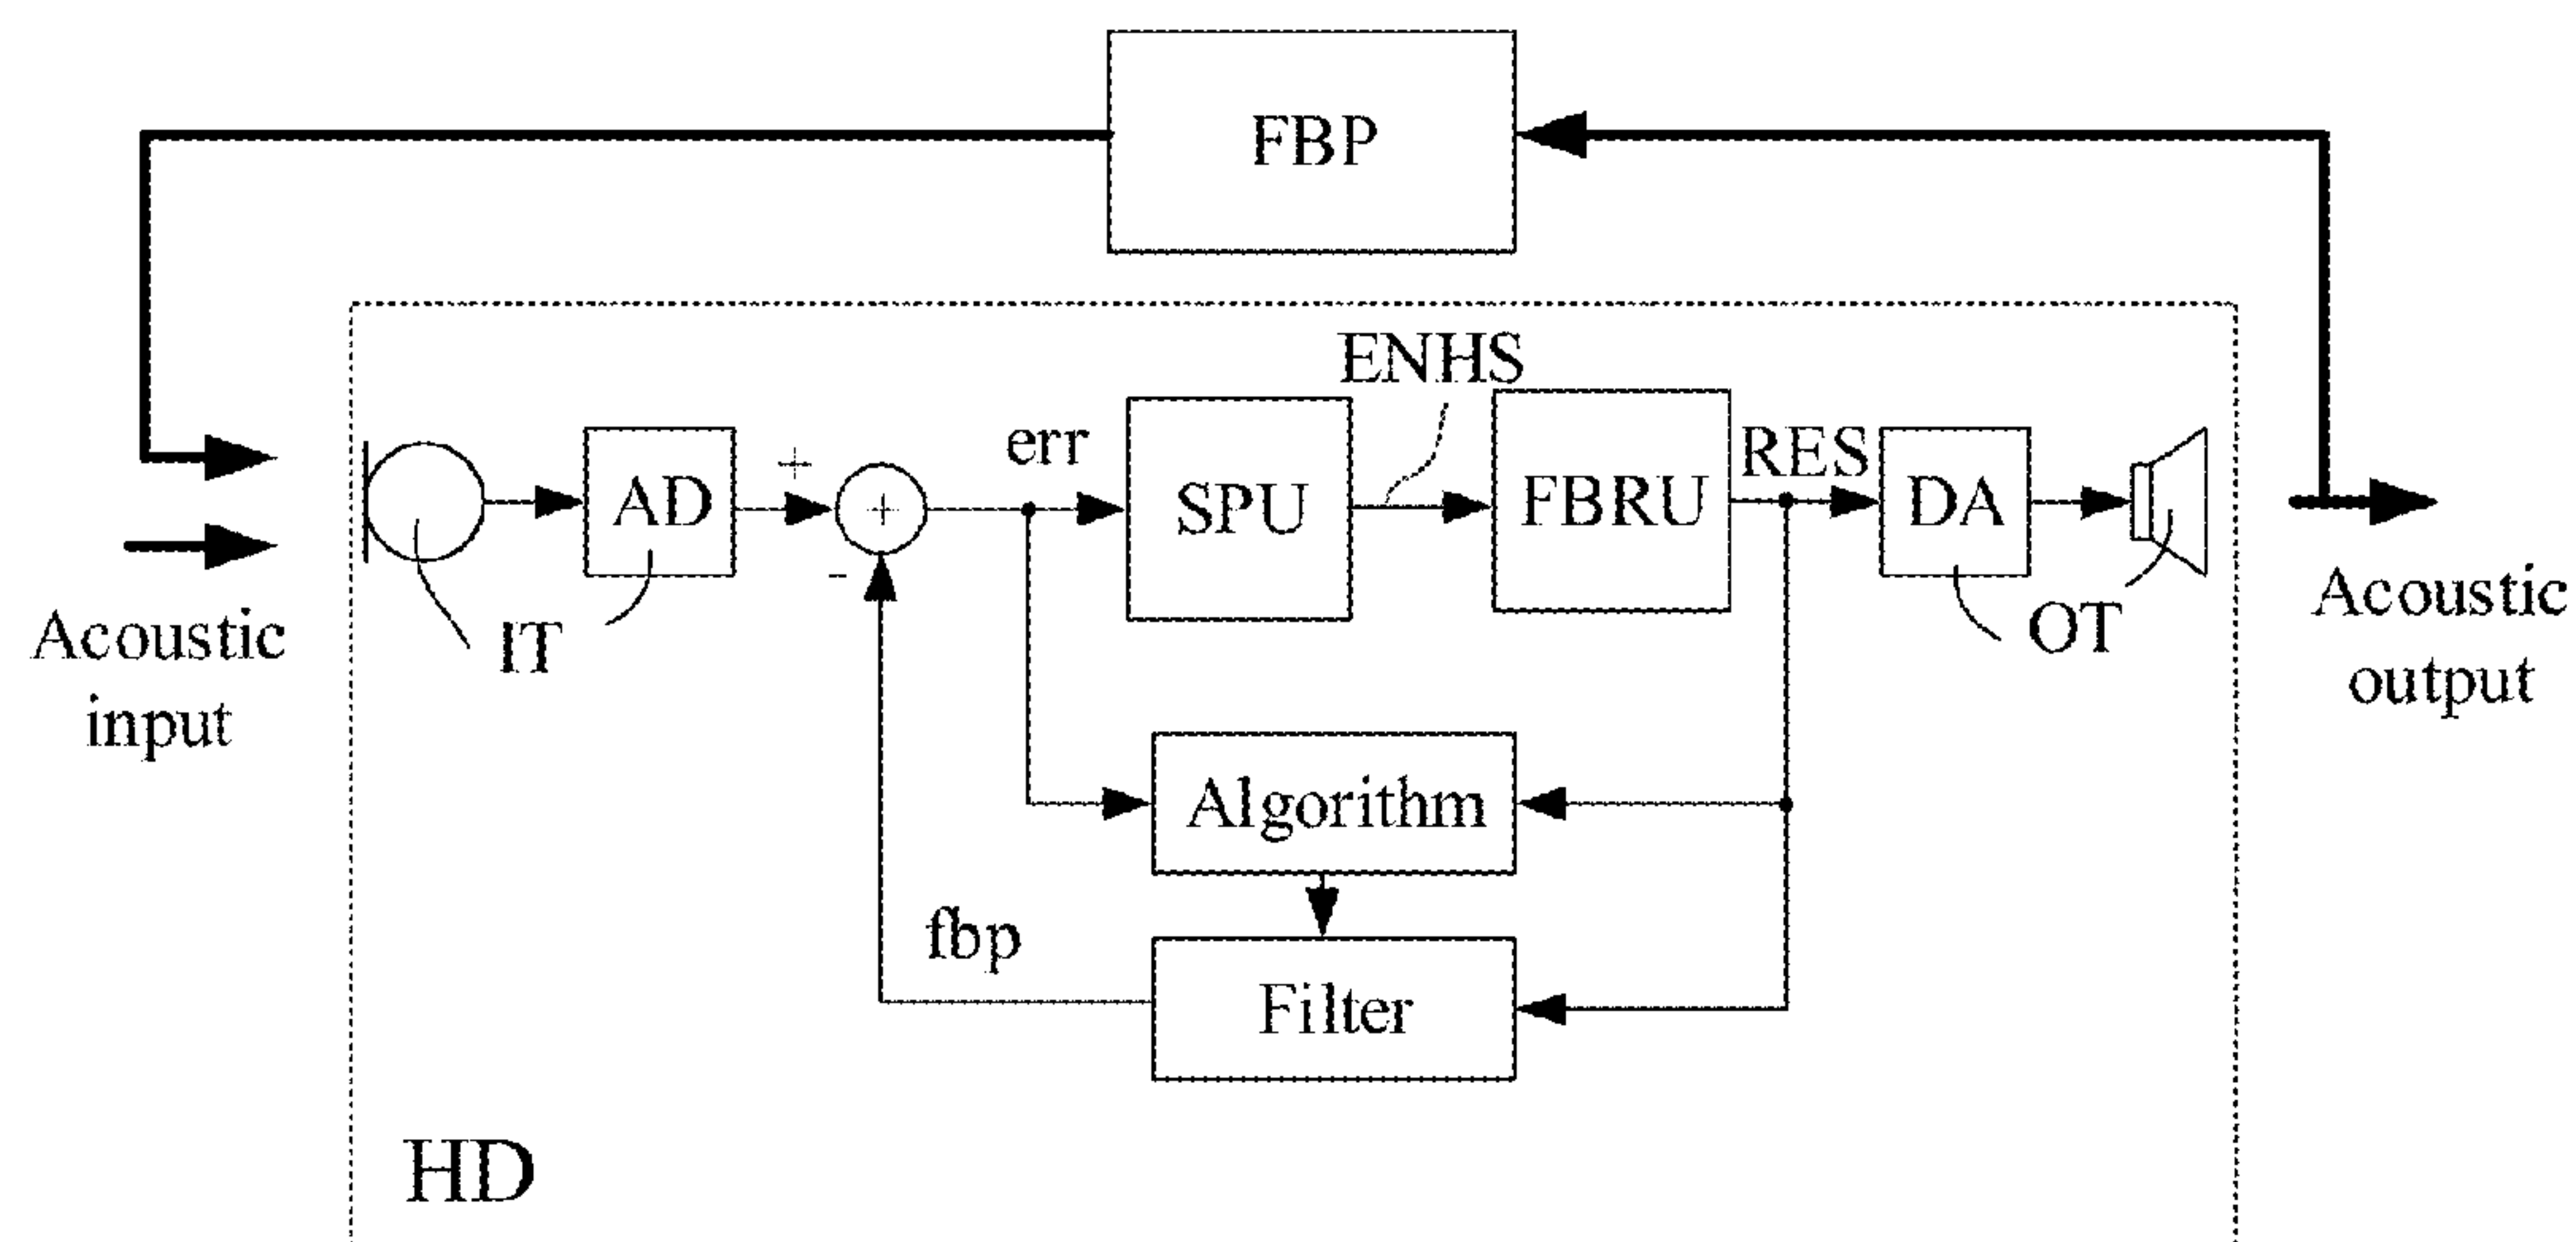 FBP
ENHS
err
RES
+
AD
+
SPU
FBRU
DA
-
IT
OT
Acoustic
input
Acoustic
output
Algorithm
fbp
Filter
HD